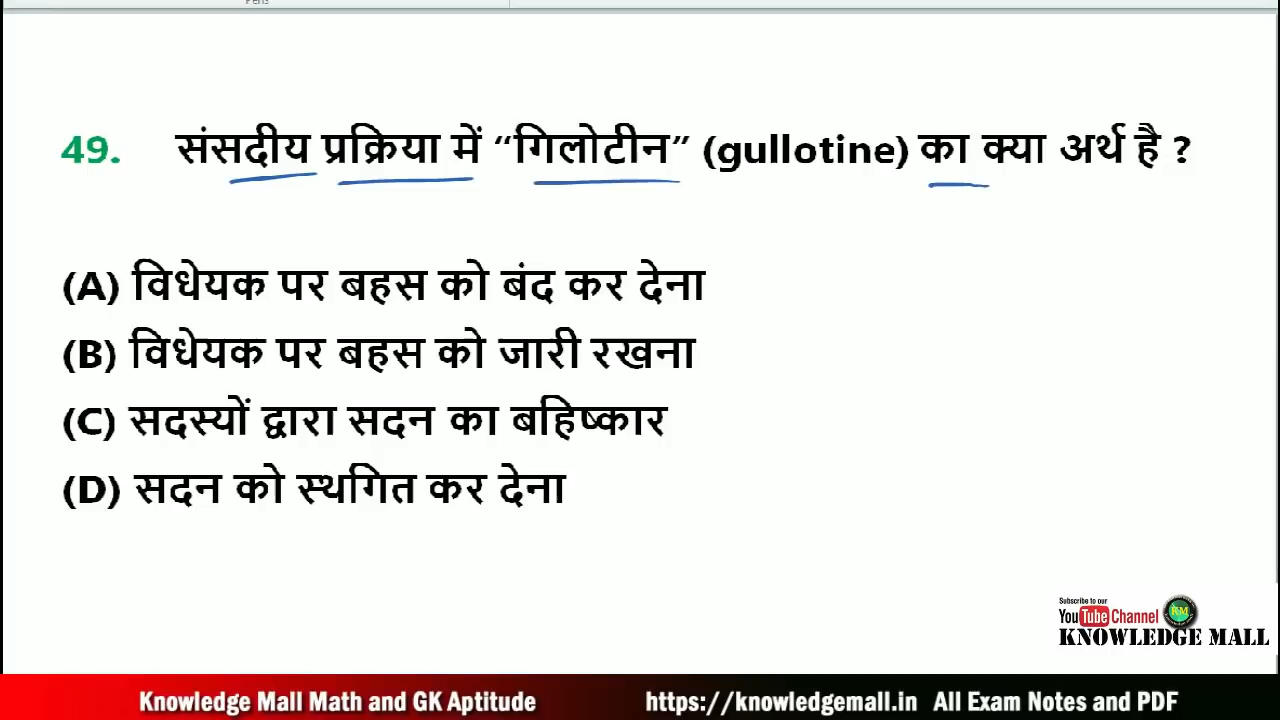 Pens
49. संसदीय प्रक्रिया में “गिलोटीन” (gullotine) का क्या अर्थ है ?
(A) विधेयक पर बहस को बंद कर देना
(B) विधेयक पर बहस को जारी रखना
(C) सदस्यों द्वारा सदन का बहिष्कार
(D) सदन को स्थगित कर देना
Subscribe to our
YouTube Channel KM
KNOWLEDGE MALL
Knowledge Mall Math and GK Aptitude https://knowledgemall.in All Exam Notes and PDF